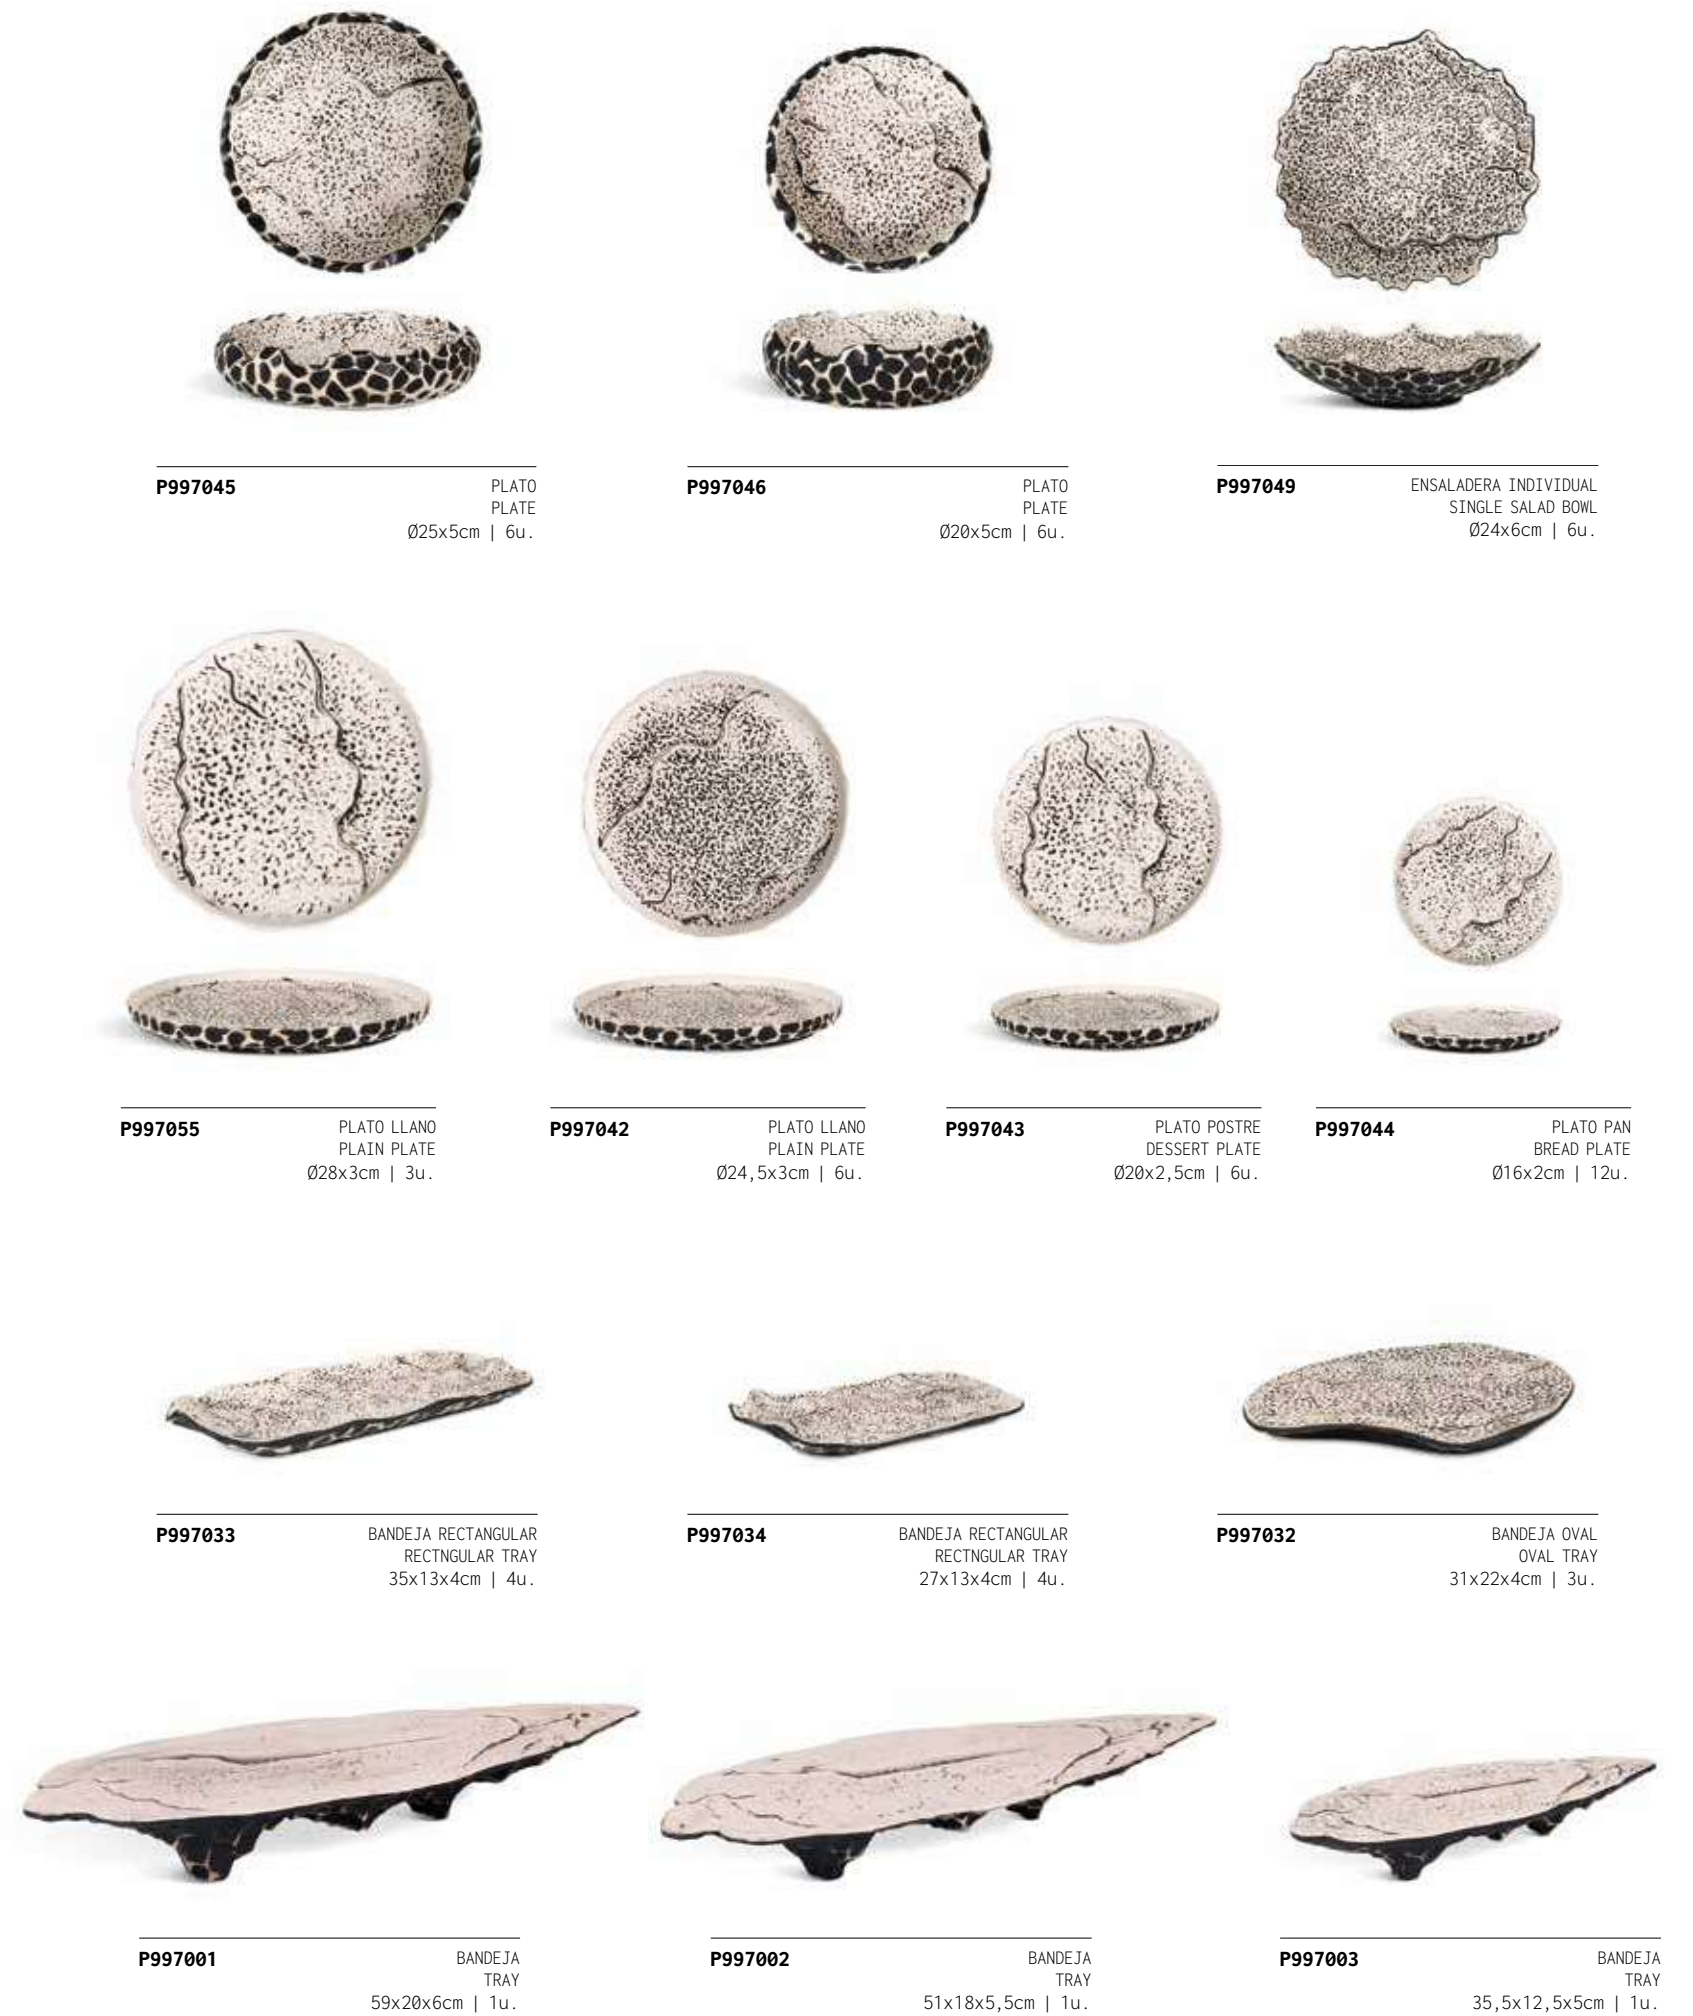 P997045
PLATO
PLATE
Ø25x5cm | 6u.
P997046
PLATO
PLATE
Ø20x5cm | 6u.
P997049
ENSALADERA INDIVIDUAL
SINGLE SALAD BOWL
Ø24x6cm | 6u.
P997055
PLATO LLANO
PLAIN PLATE
Ø28x3cm | 3u.
P997042
PLATO LLANO
PLAIN PLATE
Ø24,5x3cm | 6u.
P997043
PLATO POSTRE
DESSERT PLATE
Ø20x2,5cm | 6u.
P997044
PLATO PAN
BREAD PLATE
Ø16x2cm | 12u.
P997033
BANDEJA RECTANGULAR
RECTNGULAR TRAY
35x13x4cm | 4u.
P997034
BANDEJA RECTANGULAR
RECTNGULAR TRAY
27x13x4cm | 4u.
P997032
BANDEJA OVAL
OVAL TRAY
31x22x4cm | 3u.
P997001
BANDEJA
TRAY
59x20x6cm | 1u.
P997002
BANDEJA
TRAY
51x18x5,5cm | 1u.
P997003
BANDEJA
TRAY
35,5x12,5x5cm | 1u.